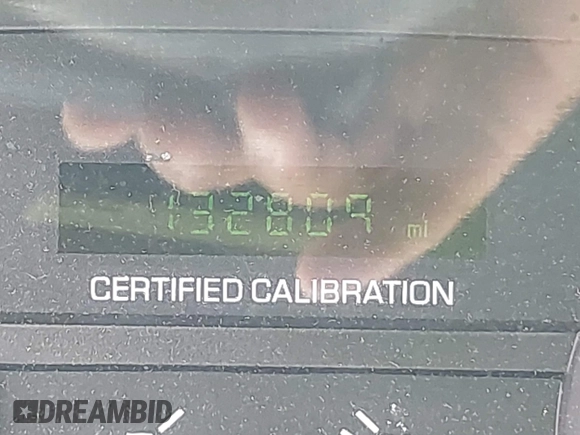 132809 mi
CERTIFIED CALIBRATION
DREAMBID